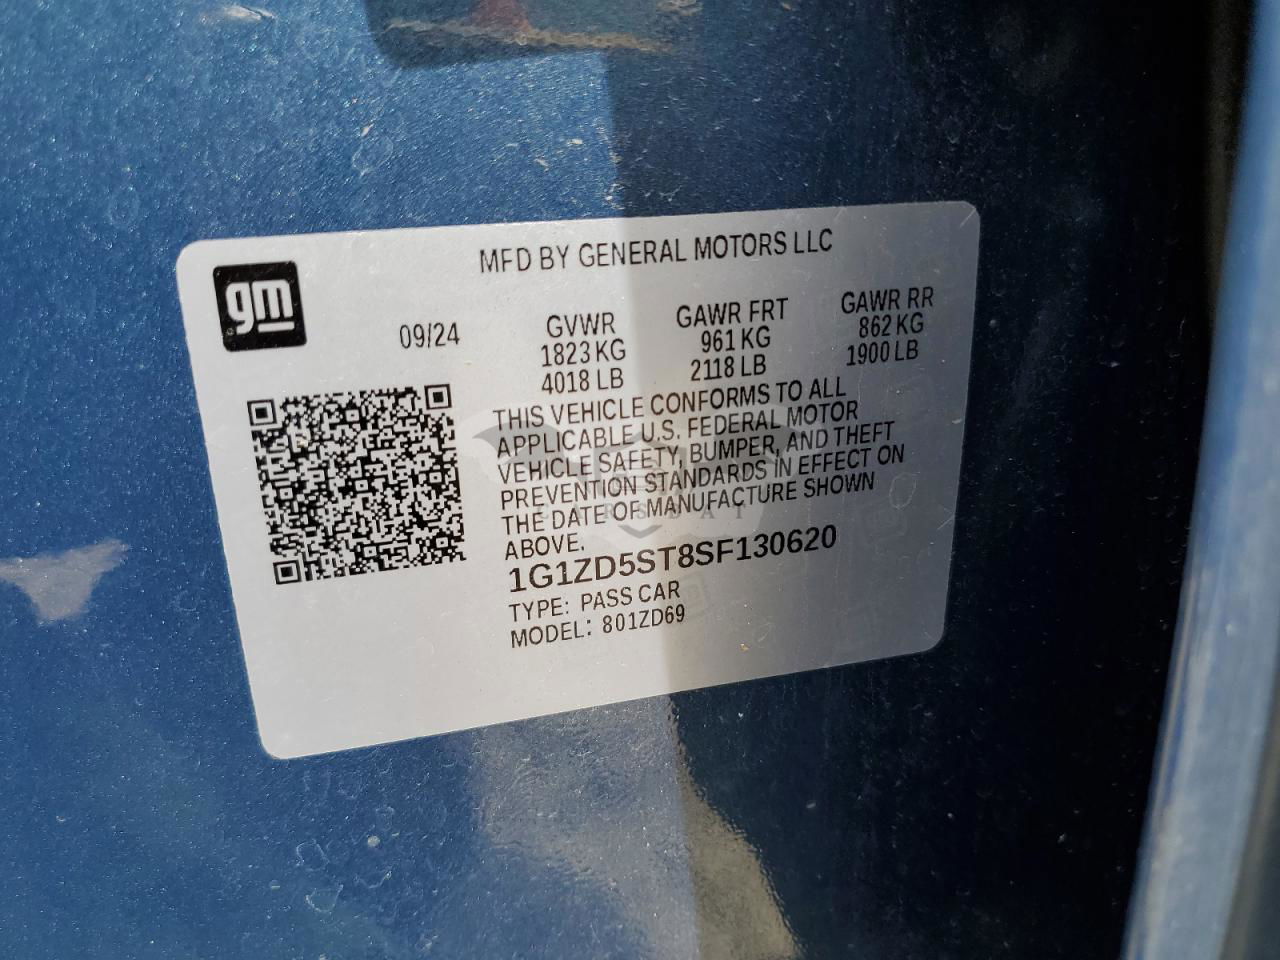 MFD BY GENERAL MOTORS LLC
gm
09/24
GVWR
1823 KG
4018 LB
GAWR FRT
961 KG
2118 LB
GAWR RR
862 KG
1900 LB
THIS VEHICLE CONFORMS TO ALL
APPLICABLE U.S. FEDERAL MOTOR
VEHICLE SAFETY, BUMPER, AND THEFT
PREVENTION STANDARDS IN EFFECT ON
THE DATE OF MANUFACTURE SHOWN
ABOVE.
CARSDAT
1G1ZD5ST8SF130620
TYPE: PASS CAR
MODEL: 801ZD69